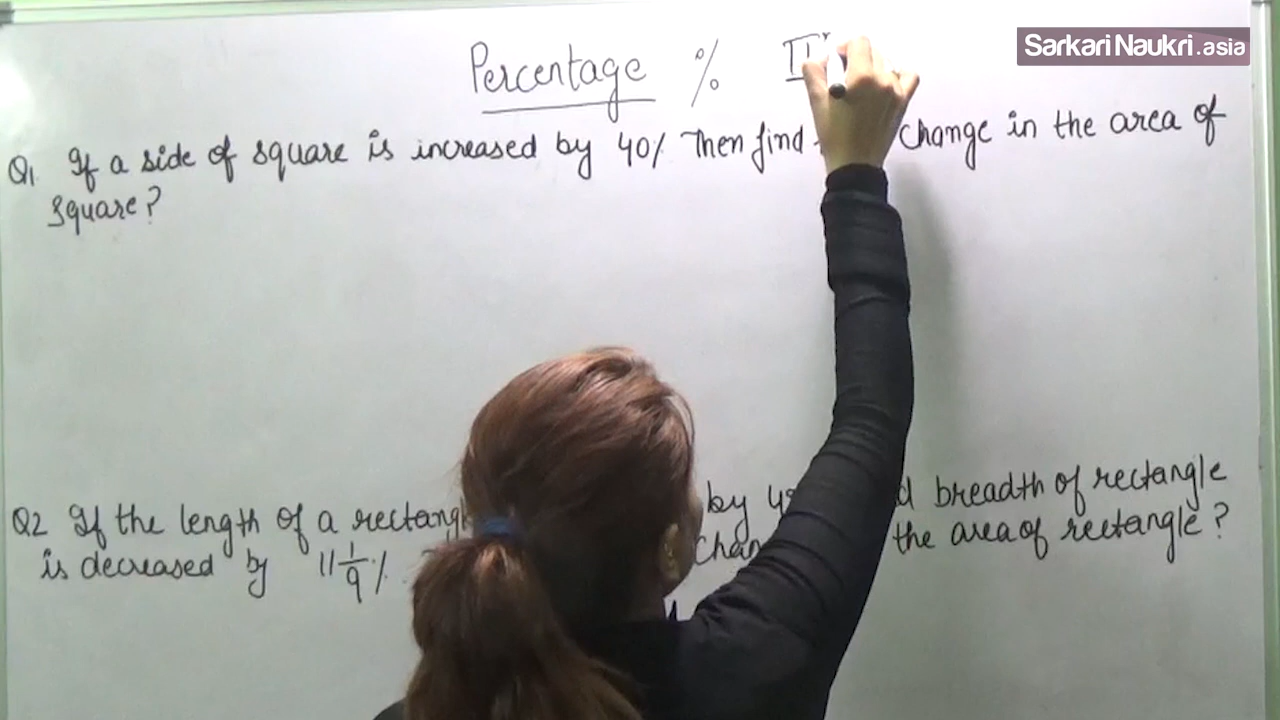 SarkariNaukri.asia
Percentage %
Q1 If a side of square is increased by 40% Then find change in the area of
square?
Q2 If the length of a by breadth of rectangle
is decreased by 11 1/9 % the area of rectangle?